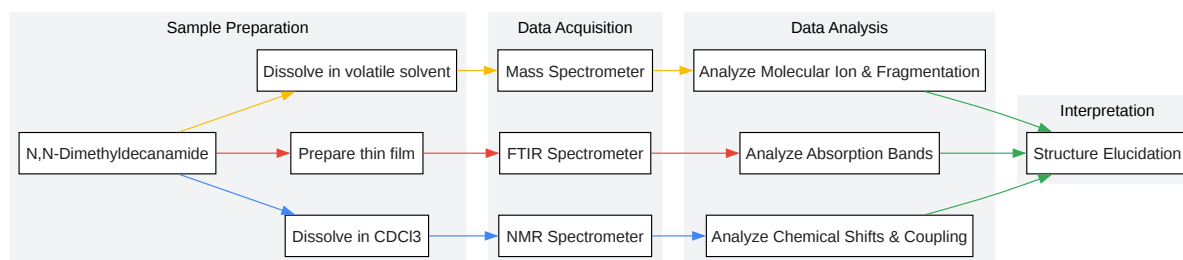 Sample Preparation
Data Acquisition
Data Analysis
Dissolve in volatile solvent
Mass Spectrometer
Analyze Molecular Ion & Fragmentation
Interpretation
N,N-Dimethyldecanamide
Prepare thin film
FTIR Spectrometer
Analyze Absorption Bands
Structure Elucidation
Dissolve in CDCl3
NMR Spectrometer
Analyze Chemical Shifts & Coupling